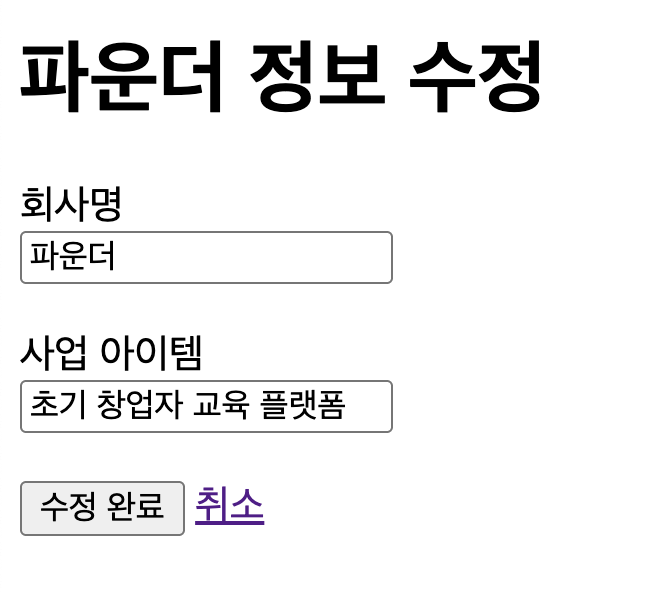 파운더 정보 수정
회사명
파운더
사업 아이템
초기 창업자 교육 플랫폼
수정 완료 취소